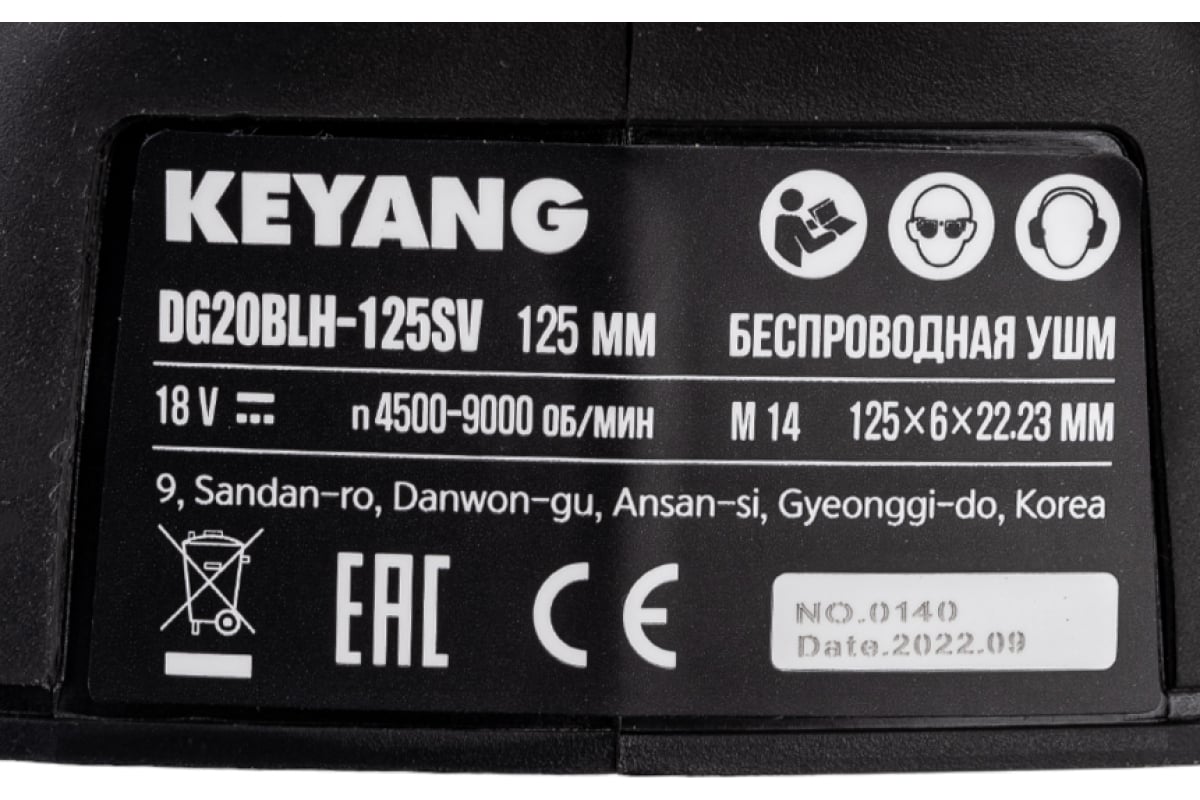 KEYANG
DG20BLH-125SV 125 ММ БЕСПРОВОДНАЯ УШМ
18 V n 4500-9000 ОБ/МИН M 14 125×6×22.23 ММ
9, Sandan-ro, Danwon-gu, Ansan-si, Gyeonggi-do, Korea
EAC CE
NO.0140
Date.2022.09